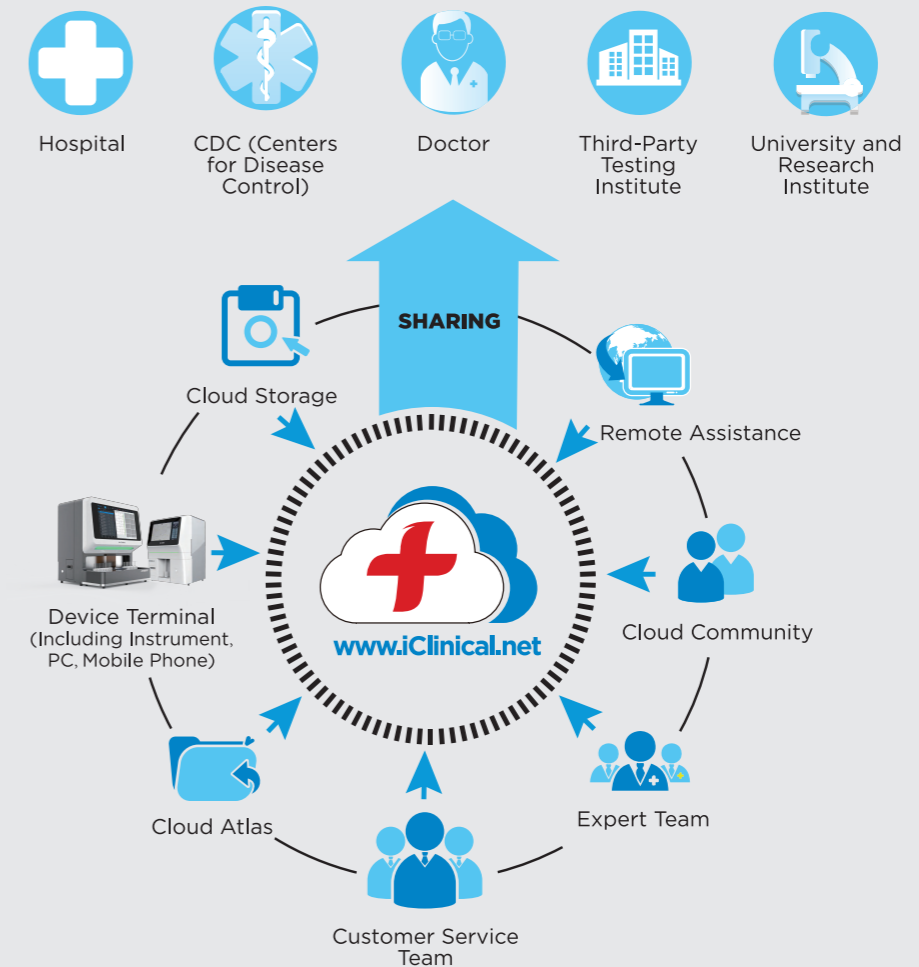 Hospital
CDC (Centers
for Disease
Control)
Doctor
Third-Party
Testing
Institute
University and
Research
Institute
SHARING
Cloud Storage
Remote Assistance
Device Terminal
(Including Instrument,
PC, Mobile Phone)
www.iClinical.net
Cloud Community
Cloud Atlas
Expert Team
Customer Service
Team